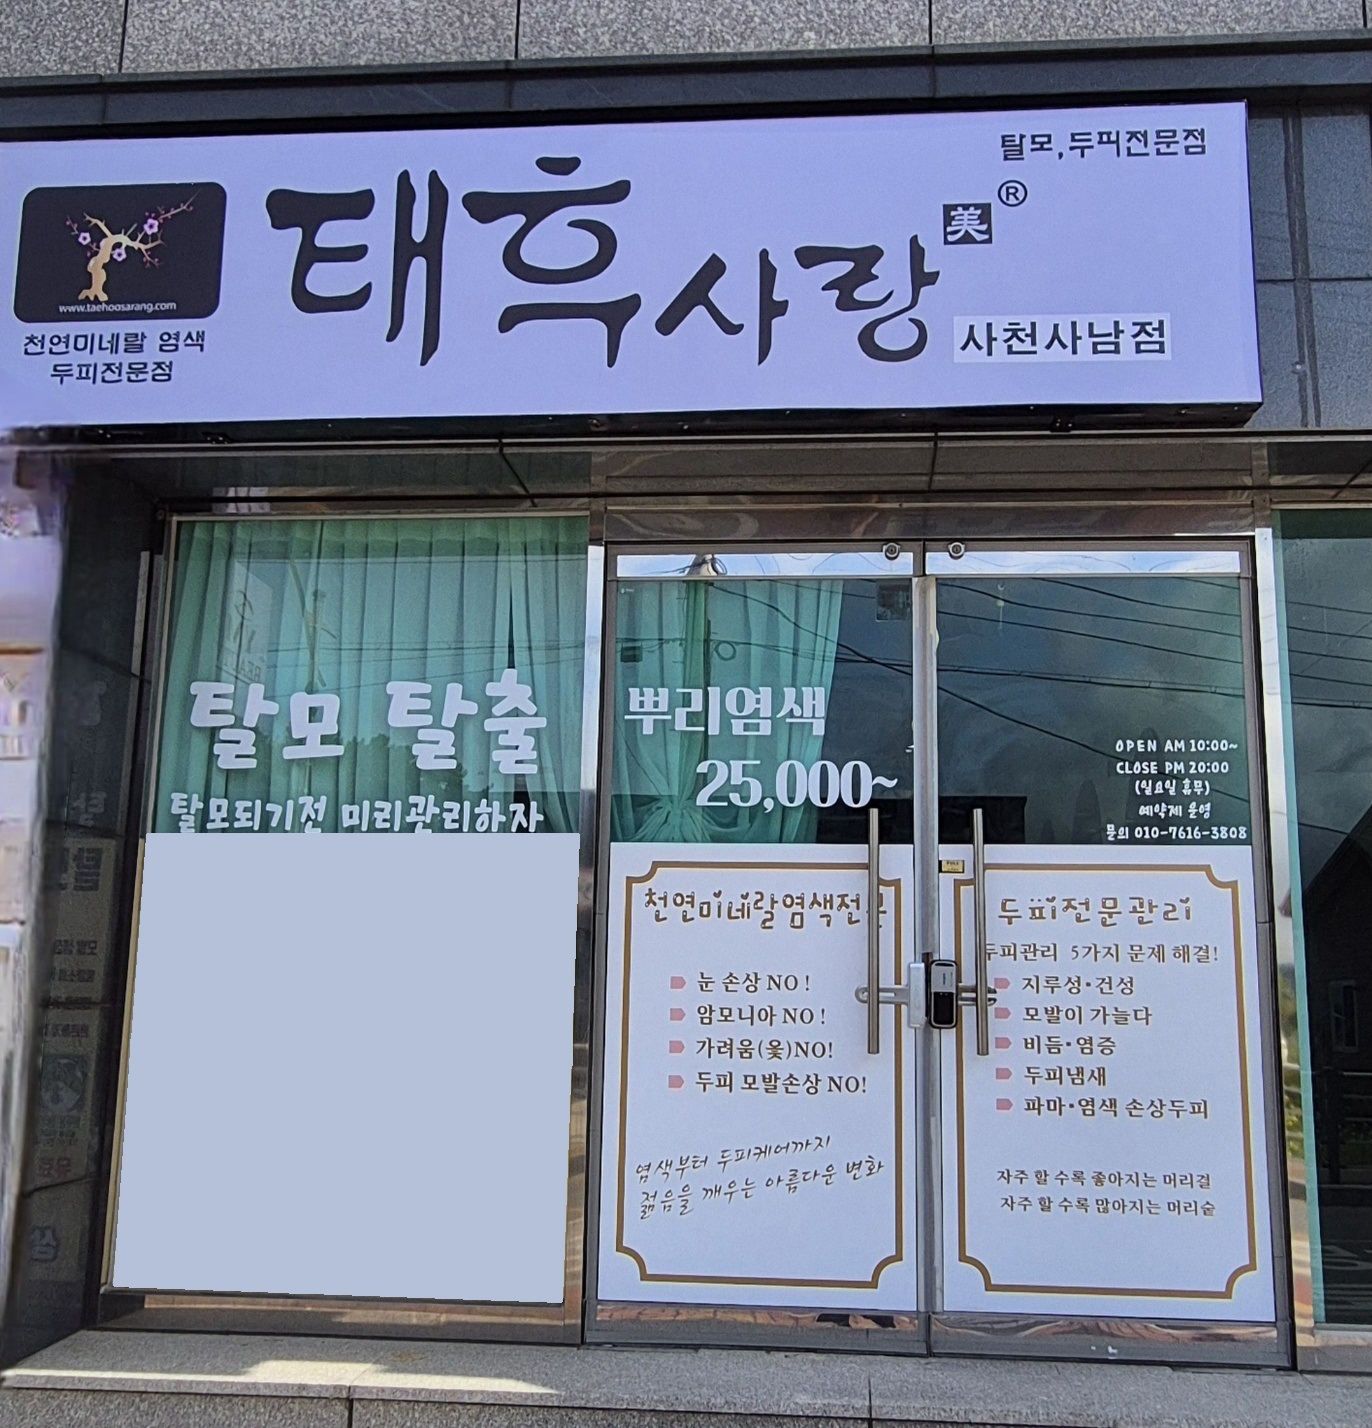 탈모,두피전문점
www.taehoosarang.com
천연미네랄 염색
두피전문점
태후사랑 美 ®
사천사남점
탈모 탈출
탈모되기전 미리관리하자
뿌리염색
25,000~
OPEN AM 10:00~
CLOSE PM 20:00
(일요일 휴무)
예약제 운영
문의 010-7616-3808
천연미네랄염색전문
눈 손상 NO !
암모니아 NO !
가려움(옻)NO!
두피 모발손상 NO!
염색부터 두피케어까지
젊음을 깨우는 아름다운 변화
두피전문관리
두피관리 5가지 문제 해결!
지루성·건성
모발이 가늘다
비듬·염증
두피냄새
파마·염색 손상두피
자주 할 수록 좋아지는 머리결
자주 할 수록 많아지는 머리숱